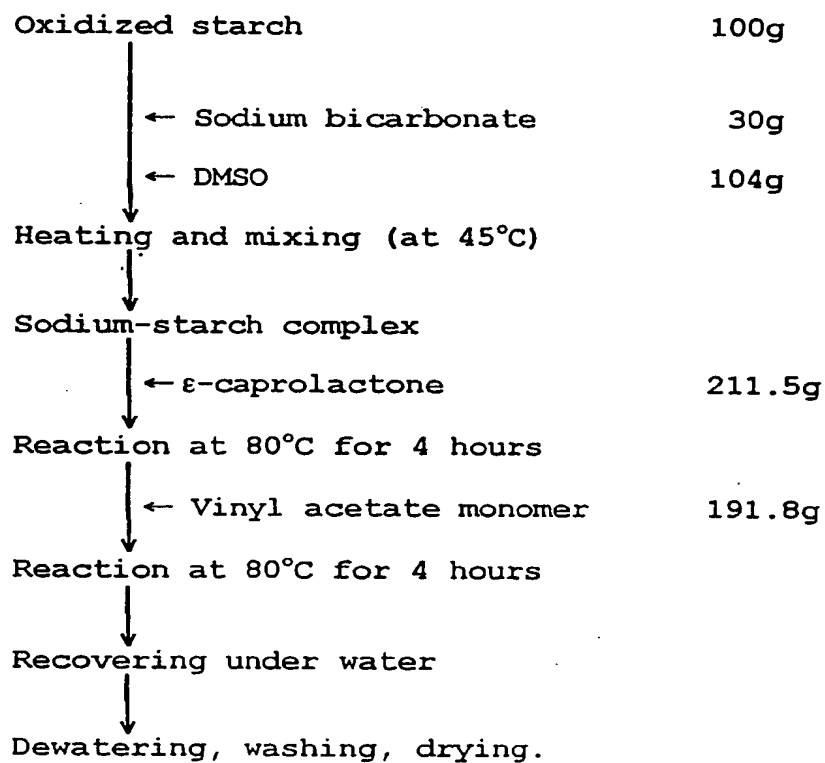 Oxidized starch 100g
← Sodium bicarbonate 30g
← DMSO 104g
Heating and mixing (at 45°C)
Sodium-starch complex
← ε-caprolactone 211.5g
Reaction at 80°C for 4 hours
← Vinyl acetate monomer 191.8g
Reaction at 80°C for 4 hours
Recovering under water
Dewatering, washing, drying.